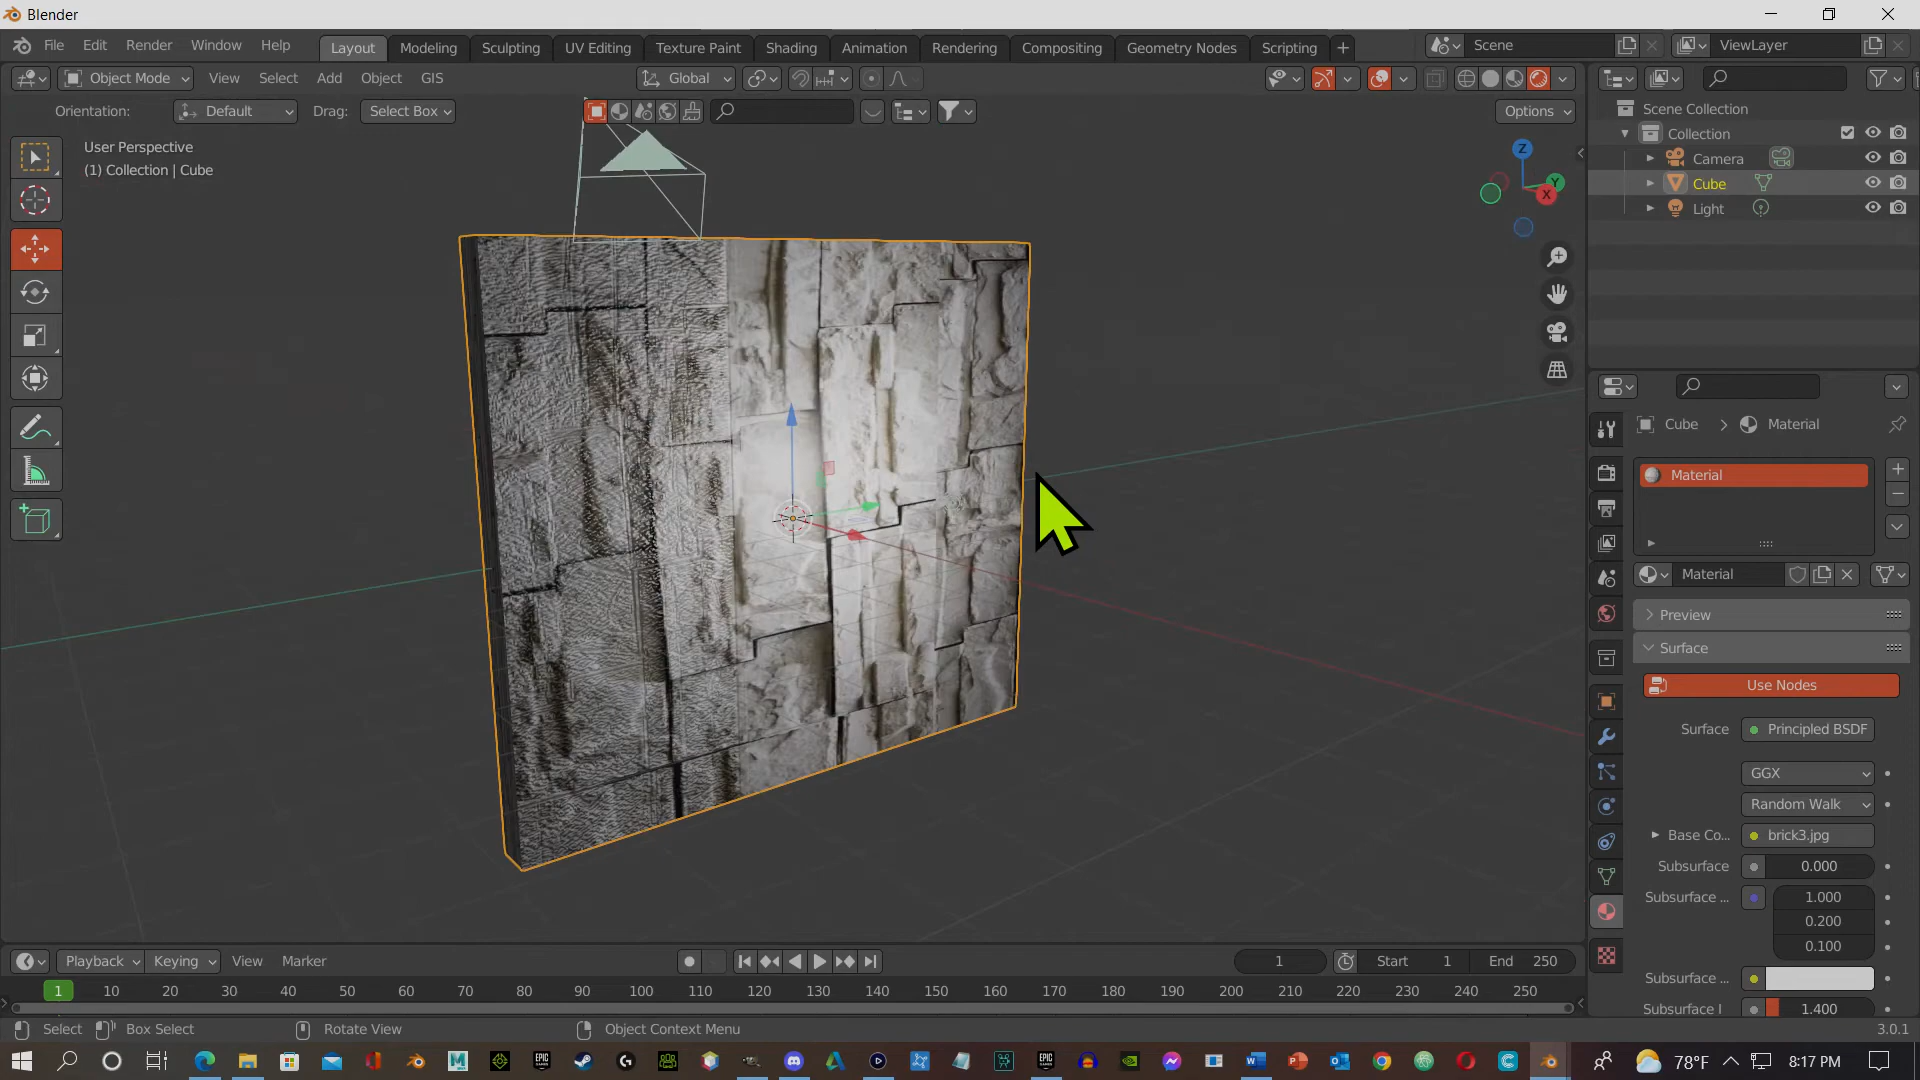 Blender
File Edit Render Window Help Layout Modeling Sculpting UV Editing Texture Paint Shading Animation Rendering Compositing Geometry Nodes Scripting + Scene ViewLayer
Object Mode View Select Add Object GIS Global
Orientation: Default Drag: Select Box Options
Scene Collection
Collection
Camera
Cube
Light
User Perspective
(1) Collection | Cube
Z
Y
X
Cube > Material
Material
Material
Preview
Surface
Use Nodes
Surface Principled BSDF
GGX
Random Walk
Base Co... brick3.jpg
Subsurface 0.000
Subsurface ... 1.000
0.200
0.100
Subsurface ...
Subsurface I 1.400
Playback Keying View Marker 1 Start 1 End 250
1 10 20 30 40 50 60 70 80 90 100 110 120 130 140 150 160 170 180 190 200 210 220 230 240 250
Select Box Select Rotate View Object Context Menu 3.0.1
78°F 8:17 PM